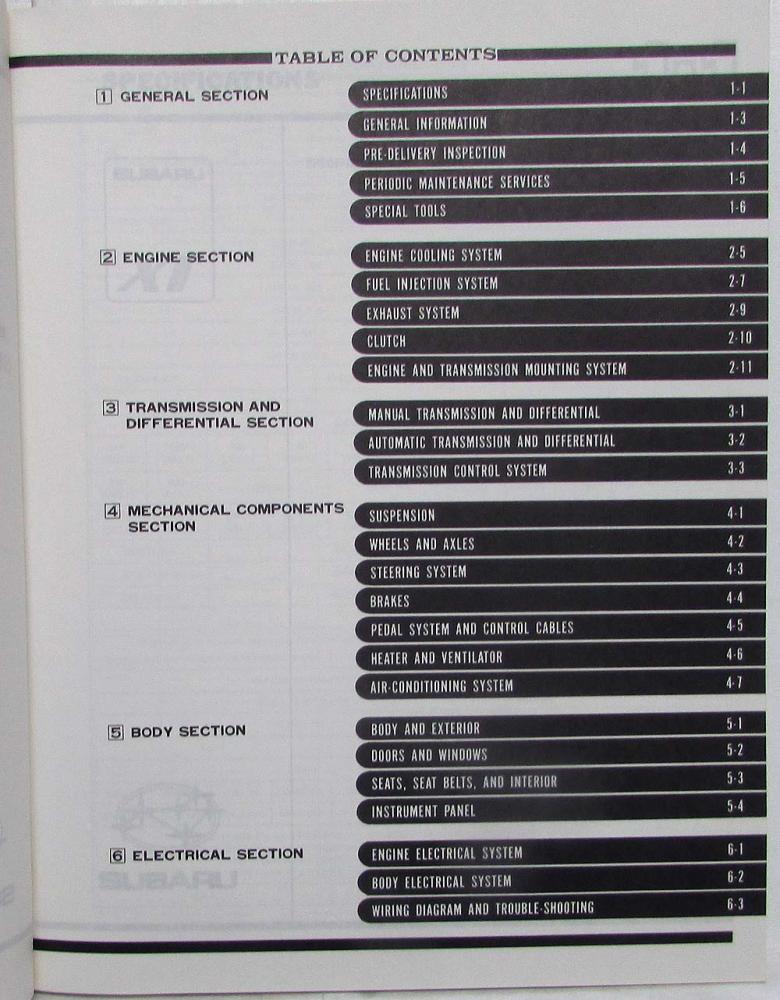 TABLE OF CONTENTS
1 GENERAL SECTION
SPECIFICATIONS 1-1
GENERAL INFORMATION 1-3
PRE-DELIVERY INSPECTION 1-4
PERIODIC MAINTENANCE SERVICES 1-5
SPECIAL TOOLS 1-6
2 ENGINE SECTION
ENGINE COOLING SYSTEM 2-5
FUEL INJECTION SYSTEM 2-7
EXHAUST SYSTEM 2-9
CLUTCH 2-10
ENGINE AND TRANSMISSION MOUNTING SYSTEM 2-11
3 TRANSMISSION AND
DIFFERENTIAL SECTION
MANUAL TRANSMISSION AND DIFFERENTIAL 3-1
AUTOMATIC TRANSMISSION AND DIFFERENTIAL 3-2
TRANSMISSION CONTROL SYSTEM 3-3
4 MECHANICAL COMPONENTS
SECTION
SUSPENSION 4-1
WHEELS AND AXLES 4-2
STEERING SYSTEM 4-3
BRAKES 4-4
PEDAL SYSTEM AND CONTROL CABLES 4-5
HEATER AND VENTILATOR 4-6
AIR-CONDITIONING SYSTEM 4-7
5 BODY SECTION
BODY AND EXTERIOR 5-1
DOORS AND WINDOWS 5-2
SEATS, SEAT BELTS, AND INTERIOR 5-3
INSTRUMENT PANEL 5-4
6 ELECTRICAL SECTION
ENGINE ELECTRICAL SYSTEM 6-1
BODY ELECTRICAL SYSTEM 6-2
WIRING DIAGRAM AND TROUBLE-SHOOTING 6-3
SPECIFICATIONS
SUBARU
XT
SUBARU